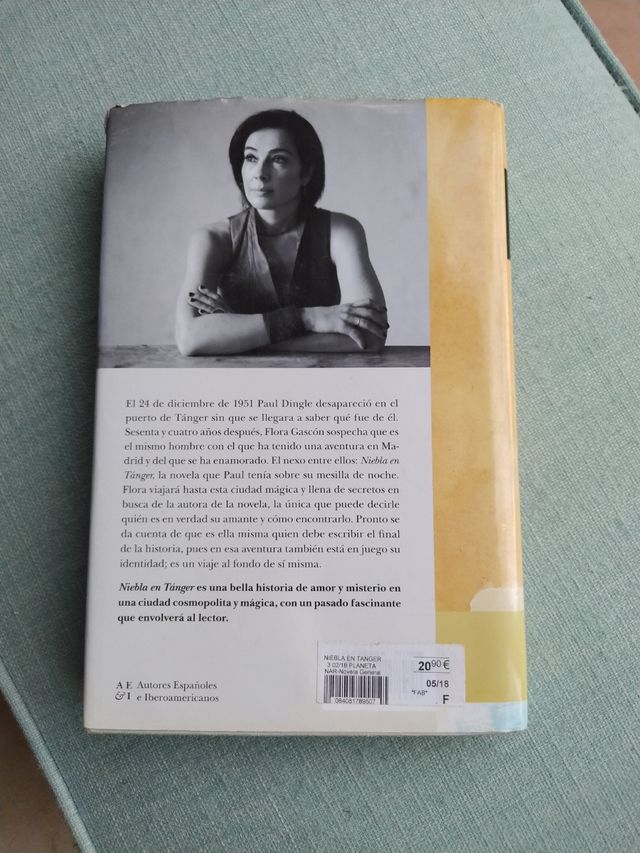 El 24 de diciembre de 1951 Paul Dingle desapareció en el
puerto de Tánger sin que se llegara a saber qué fue de él.
Sesenta y cuatro años después, Flora Gascón sospecha que es
el mismo hombre con el que ha tenido una aventura en Ma-
drid y del que se ha enamorado. El nexo entre ellos: Niebla en
Tánger, la novela que Paul tenía sobre su mesilla de noche.
Flora viajará hasta esta ciudad mágica y llena de secretos en
busca de la autora de la novela, la única que puede decirle
quién es en verdad su amante y cómo encontrarlo. Pronto se
da cuenta de que es ella misma quien debe escribir el final
de la historia, pues en esa aventura también está en juego su
identidad; es un viaje al fondo de sí misma.
Niebla en Tánger es una bella historia de amor y misterio en
una ciudad cosmopolita y mágica, con un pasado fascinante
que envolverá al lector.
A E Autores Españoles
& I e Iberoamericanos
NIEBLA EN TANGER
3 02/18 PLANETA
NAR-Novela General
084081789507
2090 €
05/18
*FAB*
F